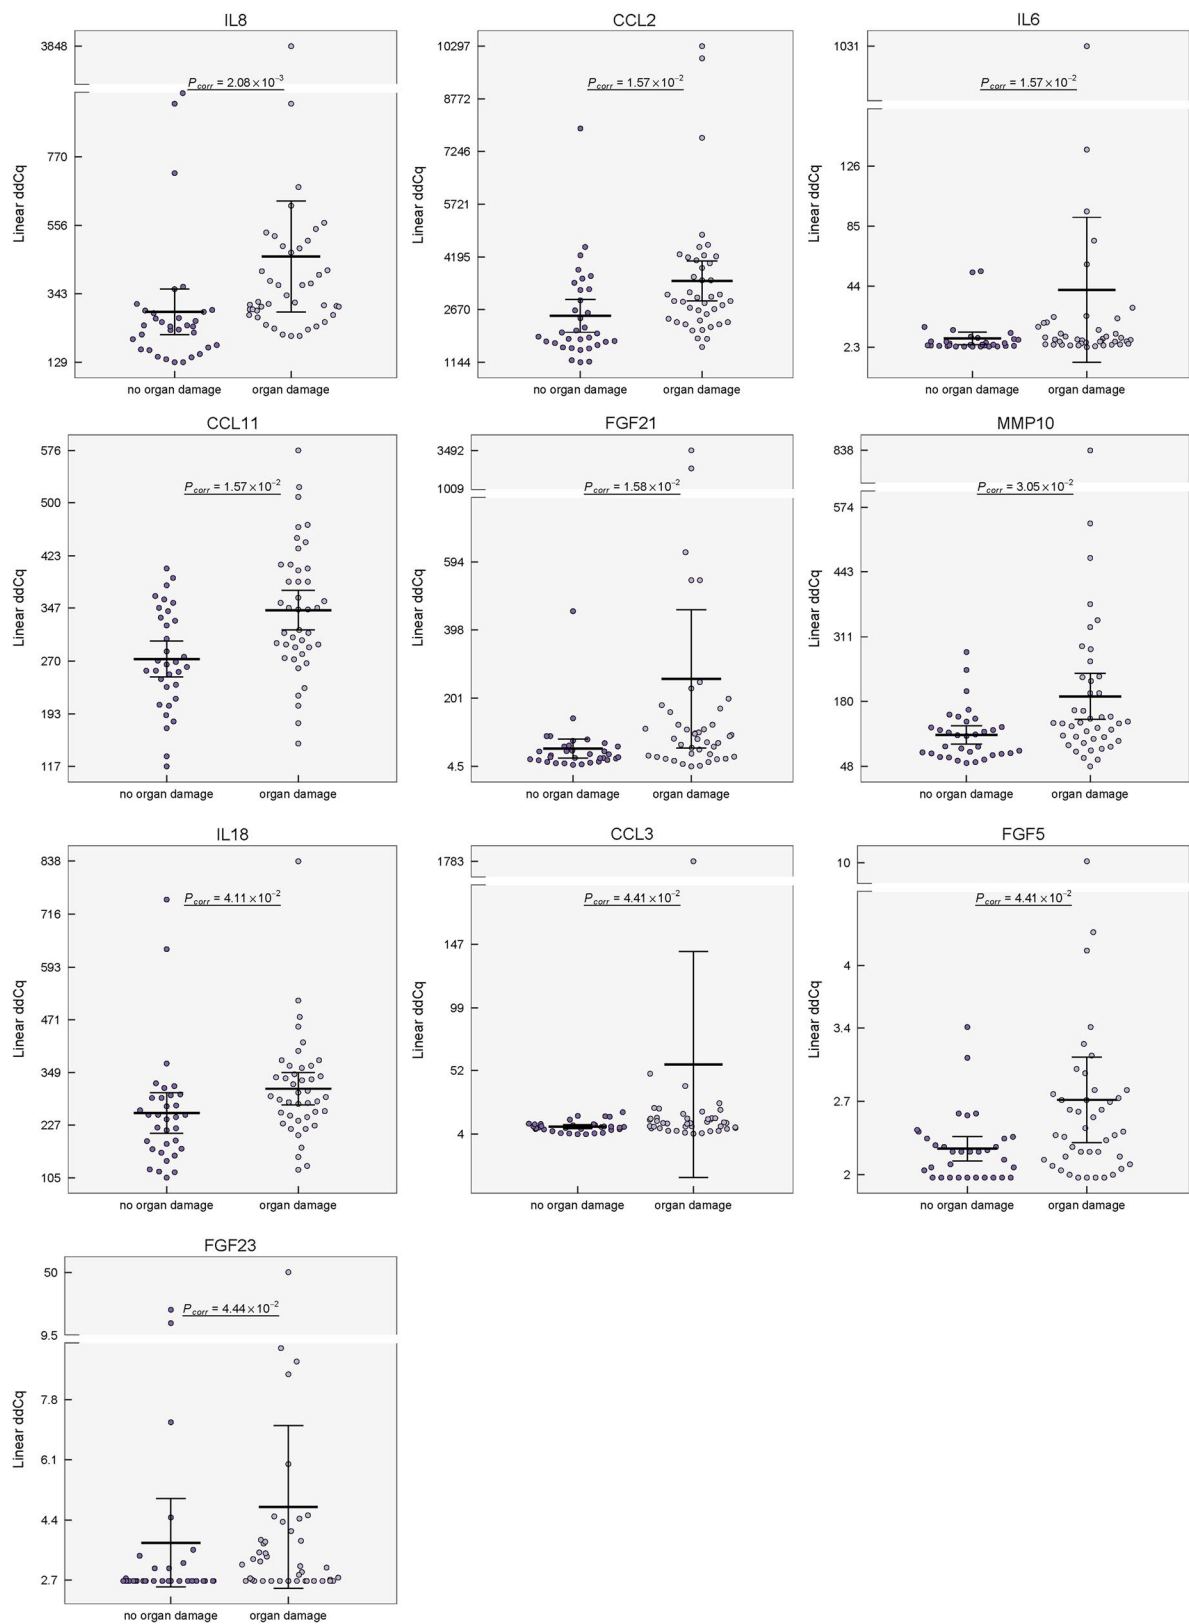 IL8
3848
P_corr = 2.08×10⁻³
770
556
343
129
Linear ddCq
no organ damage
organ damage
CCL2
10297
P_corr = 1.57×10⁻²
8772
7246
5721
4195
2670
1144
Linear ddCq
no organ damage
organ damage
IL6
1031
P_corr = 1.57×10⁻²
126
85
44
2.3
Linear ddCq
no organ damage
organ damage
CCL11
576
P_corr = 1.57×10⁻²
500
423
347
270
193
117
Linear ddCq
no organ damage
organ damage
FGF21
3492
P_corr = 1.58×10⁻²
1009
594
398
201
4.5
Linear ddCq
no organ damage
organ damage
MMP10
838
P_corr = 3.05×10⁻²
574
443
311
180
48
Linear ddCq
no organ damage
organ damage
IL18
838
P_corr = 4.11×10⁻²
716
593
471
349
227
105
Linear ddCq
no organ damage
organ damage
CCL3
1783
P_corr = 4.41×10⁻²
147
99
52
4
Linear ddCq
no organ damage
organ damage
FGF5
10
P_corr = 4.41×10⁻²
4
3.4
2.7
2
Linear ddCq
no organ damage
organ damage
FGF23
50
P_corr = 4.44×10⁻²
9.5
7.8
6.1
4.4
2.7
Linear ddCq
no organ damage
organ damage